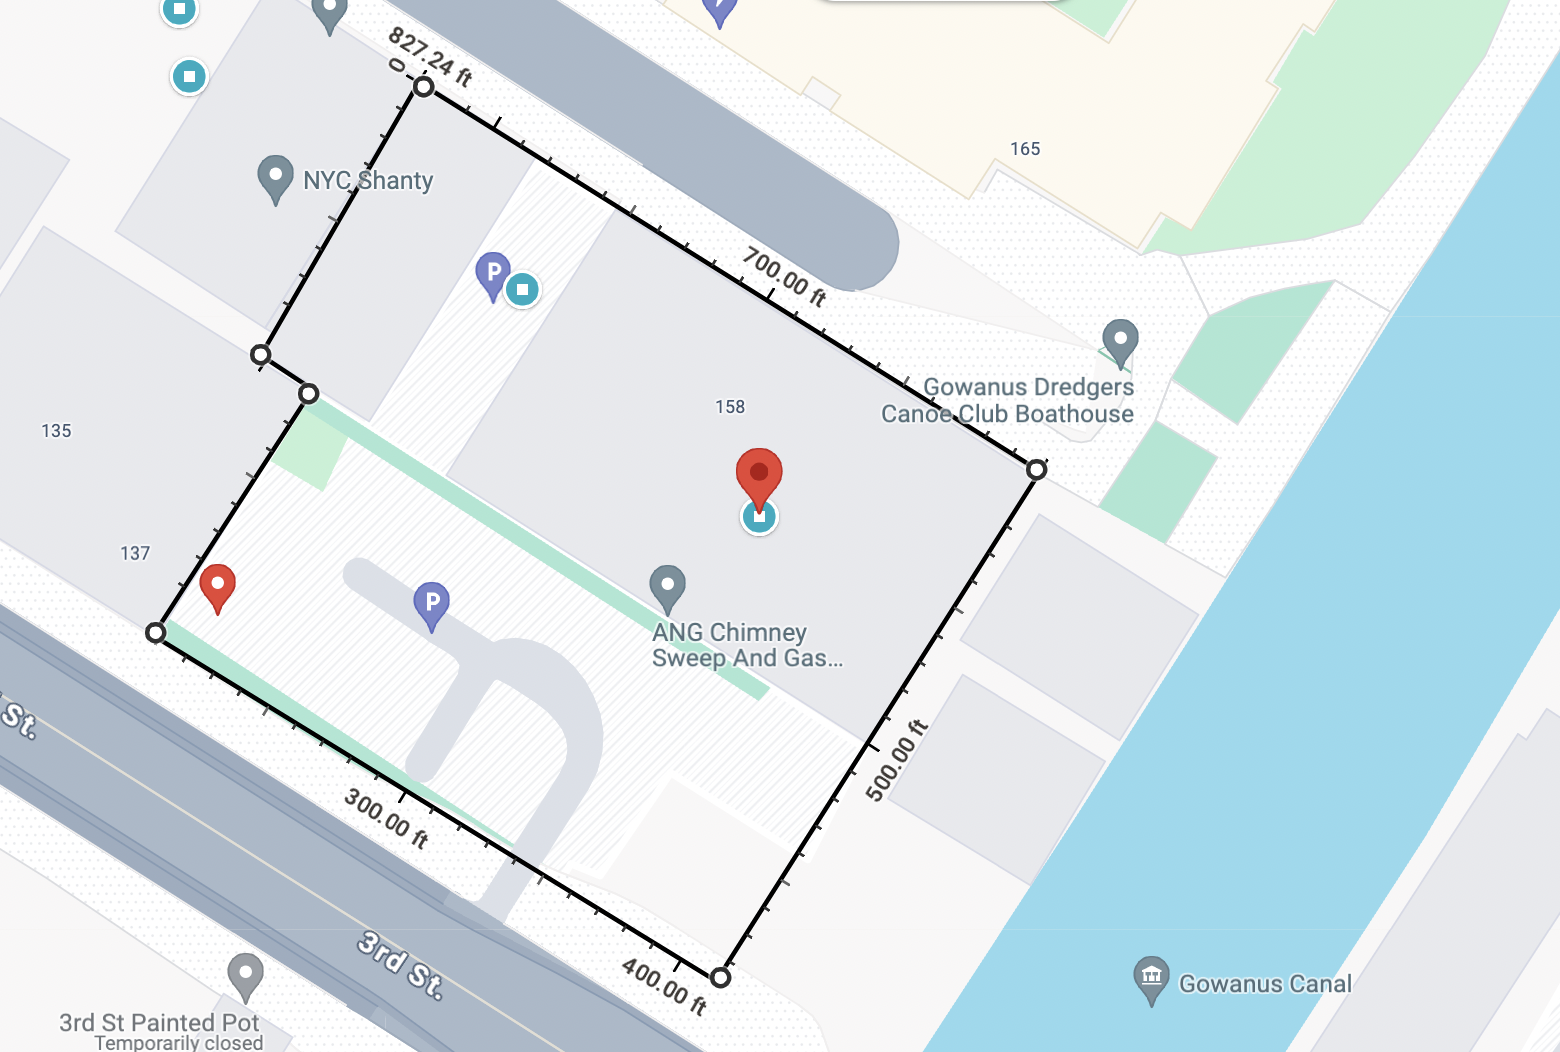 827.24 ft
0
165
NYC Shanty
P
700.00 ft
Gowanus Dredgers
Canoe Club Boathouse
158
135
137
P
ANG Chimney
Sweep And Gas...
St.
500.00 ft
300.00 ft
3rd St.
400.00 ft
Gowanus Canal
3rd St Painted Pot
Temporarily closed